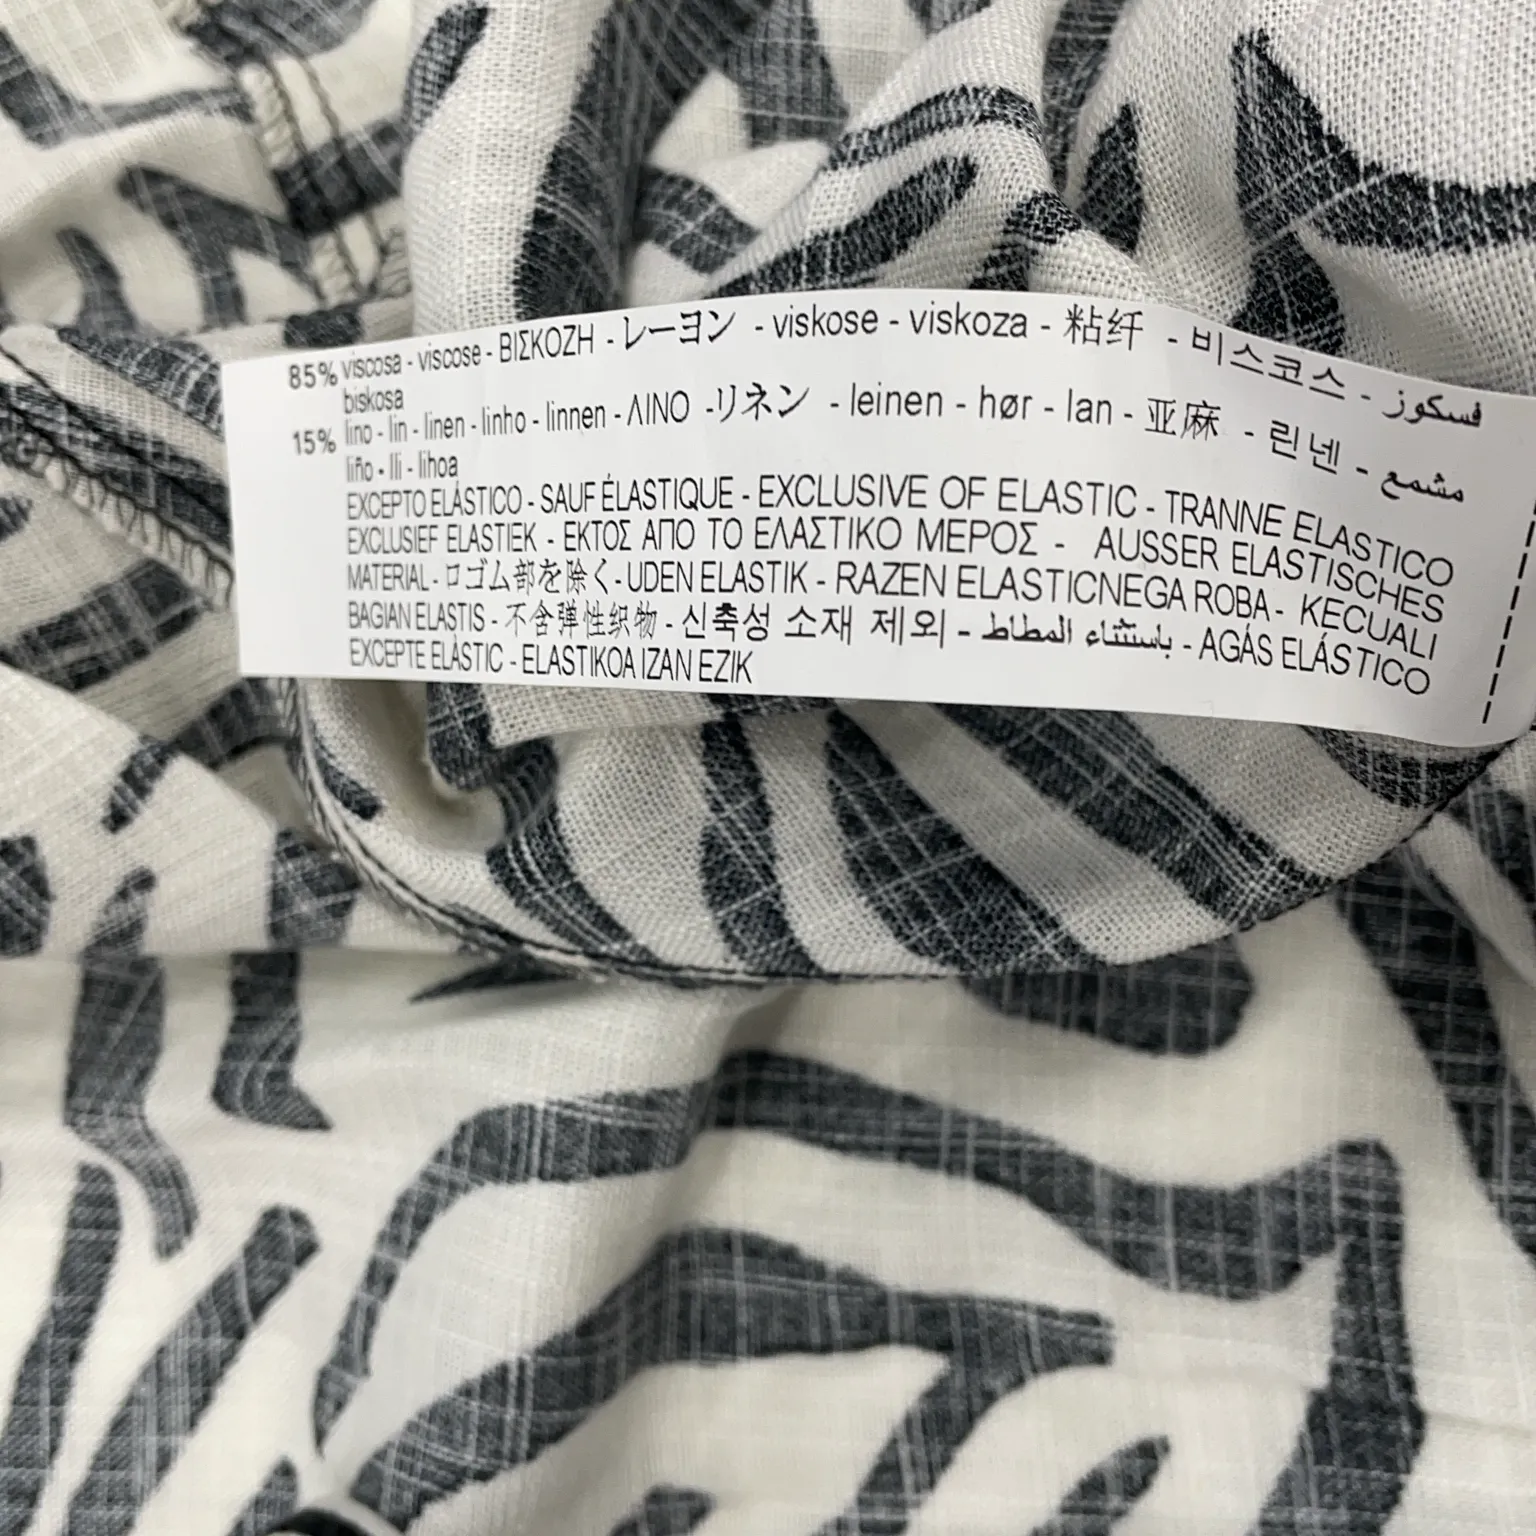 85% viscosa - viscose - ΒΙΣΚΟΖΗ - レーヨン - viskose - viskoza - 粘纤 - 비스코스 - فسكوز
biskosa
15% lino - lin - linen - linho - linnen - ΛΙΝΟ -リネン - leinen - hør - lan - 亚麻 - 린넨 - مشمع
liño - lli - lihoa
EXCEPTO ELÁSTICO - SAUF ÉLASTIQUE - EXCLUSIVE OF ELASTIC - TRANNE ELASTICO
EXCLUSIEF ELASTIEK - ΕΚΤΟΣ ΑΠΟ ΤΟ ΕΛΑΣΤΙΚΟ ΜΕΡΟΣ - AUSSER ELASTISCHES
MATERIAL - ロゴム部を除く - UDEN ELASTIK - RAZEN ELASTICNEGA ROBA - KECUALI
BAGIAN ELASTIS - 不含弹性织物 - 신축성 소재 제외 - باستثناء المطاط - AGÁS ELÁSTICO
EXCEPTE ELÀSTIC - ELASTIKOA IZAN EZIK